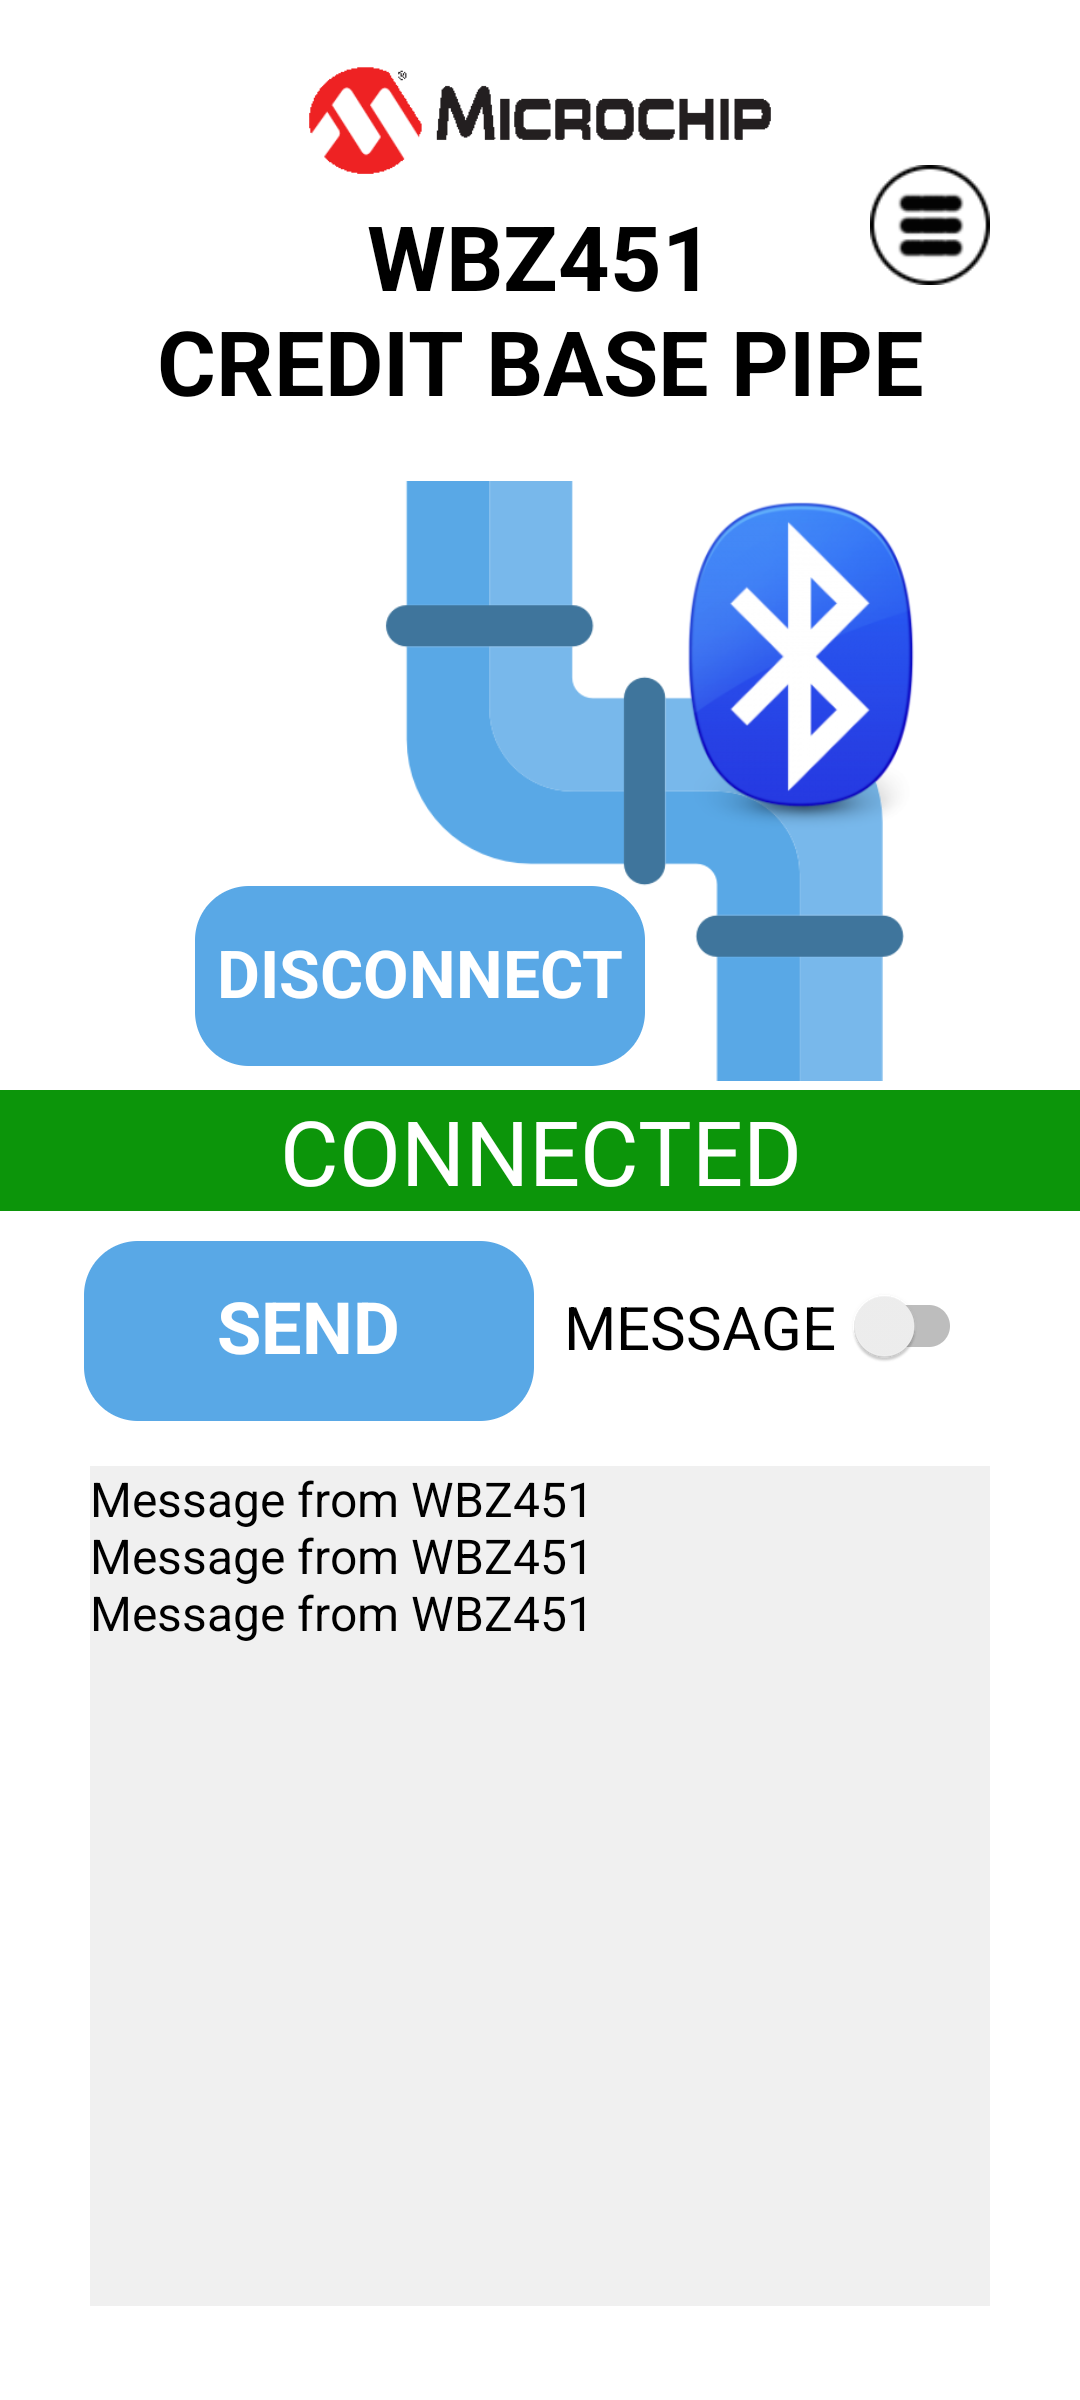 MICROCHIP
WBZ451
CREDIT BASE PIPE
DISCONNECT
CONNECTED
SEND
MESSAGE
Message from WBZ451
Message from WBZ451
Message from WBZ451